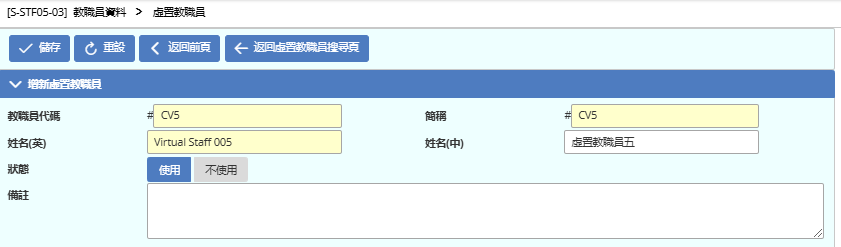 [S-STF05-03] 教職員資料 > 虛置教職員
儲存 重設 返回前頁 返回虛置教職員搜尋頁
增新虛置教職員
教職員代碼 #CV5 簡稱 #CV5
姓名(英) Virtual Staff 005 姓名(中) 虛置教職員五
狀態 使用 不使用
備註